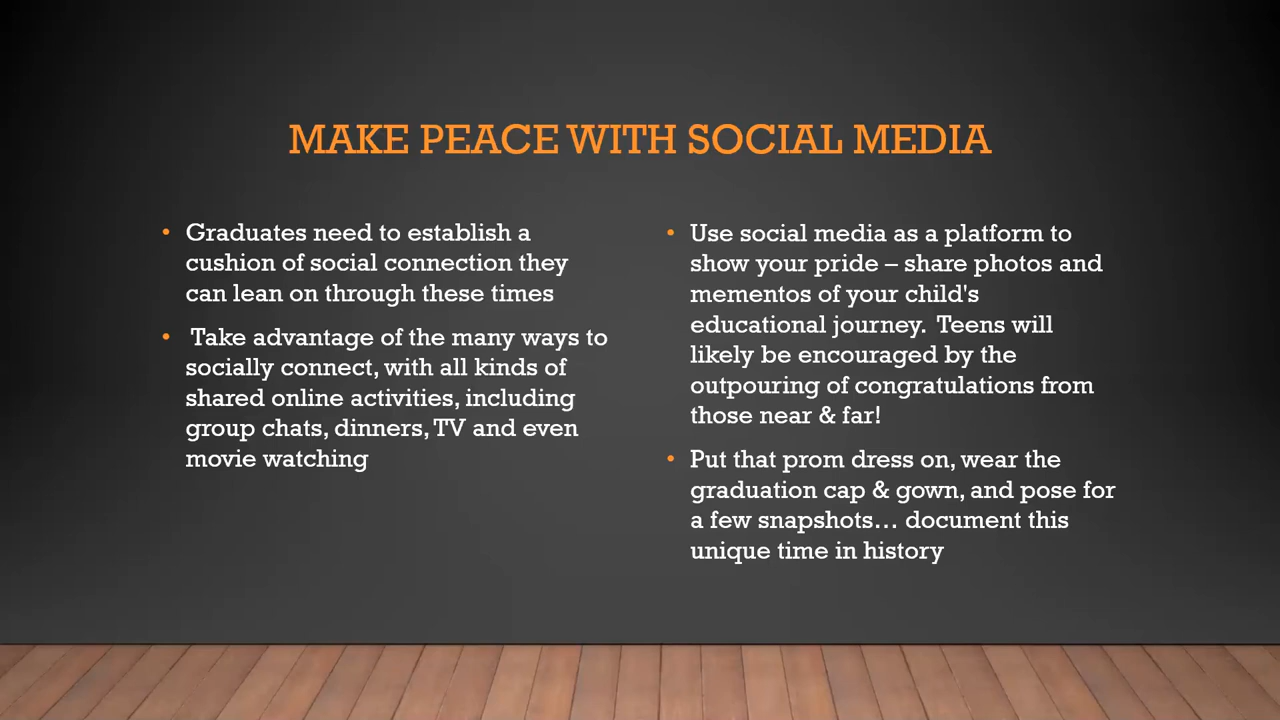 MAKE PEACE WITH SOCIAL MEDIA
• Graduates need to establish a
cushion of social connection they
can lean on through these times
• Take advantage of the many ways to
socially connect, with all kinds of
shared online activities, including
group chats, dinners, TV and even
movie watching
• Use social media as a platform to
show your pride – share photos and
mementos of your child's
educational journey.  Teens will
likely be encouraged by the
outpouring of congratulations from
those near & far!
• Put that prom dress on, wear the
graduation cap & gown, and pose for
a few snapshots… document this
unique time in history